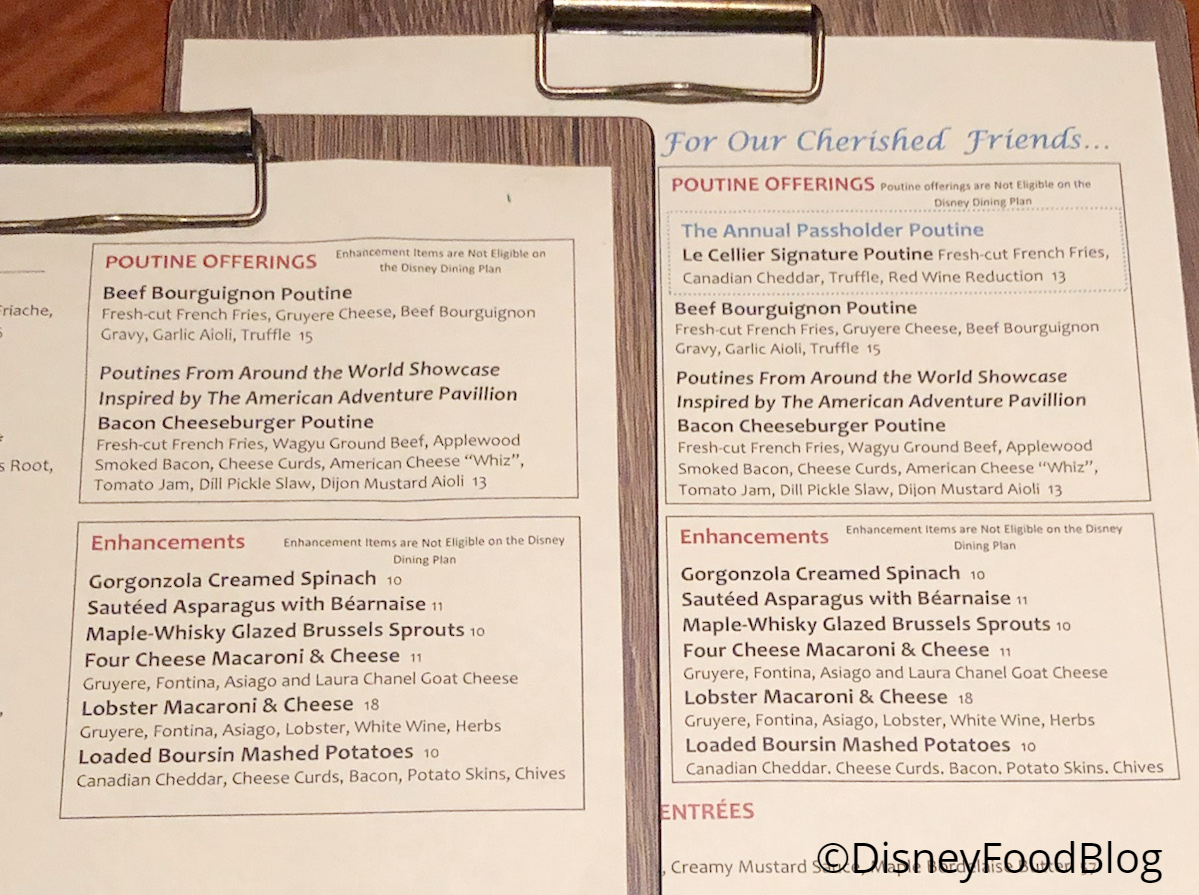 Friache,
s Root,
POUTINE OFFERINGS Enhancement Items are Not Eligible on
the Disney Dining Plan
Beef Bourguignon Poutine
Fresh-cut French Fries, Gruyere Cheese, Beef Bourguignon
Gravy, Garlic Aioli, Truffle 15
Poutines From Around the World Showcase
Inspired by The American Adventure Pavillion
Bacon Cheeseburger Poutine
Fresh-cut French Fries, Wagyu Ground Beef, Applewood
Smoked Bacon, Cheese Curds, American Cheese “Whiz”,
Tomato Jam, Dill Pickle Slaw, Dijon Mustard Aioli 13
Enhancements Enhancement Items are Not Eligible on the Disney
Dining Plan
Gorgonzola Creamed Spinach 10
Sautéed Asparagus with Béarnaise 11
Maple-Whisky Glazed Brussels Sprouts 10
Four Cheese Macaroni & Cheese 11
Gruyere, Fontina, Asiago and Laura Chanel Goat Cheese
Lobster Macaroni & Cheese 18
Gruyere, Fontina, Asiago, Lobster, White Wine, Herbs
Loaded Boursin Mashed Potatoes 10
Canadian Cheddar, Cheese Curds, Bacon, Potato Skins, Chives
For Our Cherished Friends...
POUTINE OFFERINGS Poutine offerings are Not Eligible on the
Disney Dining Plan
The Annual Passholder Poutine
Le Cellier Signature Poutine Fresh-cut French Fries,
Canadian Cheddar, Truffle, Red Wine Reduction 13
Beef Bourguignon Poutine
Fresh-cut French Fries, Gruyere Cheese, Beef Bourguignon
Gravy, Garlic Aioli, Truffle 15
Poutines From Around the World Showcase
Inspired by The American Adventure Pavillion
Bacon Cheeseburger Poutine
Fresh-cut French Fries, Wagyu Ground Beef, Applewood
Smoked Bacon, Cheese Curds, American Cheese “Whiz”,
Tomato Jam, Dill Pickle Slaw, Dijon Mustard Aioli 13
Enhancements Enhancement Items are Not Eligible on the Disney
Dining Plan
Gorgonzola Creamed Spinach 10
Sautéed Asparagus with Béarnaise 11
Maple-Whisky Glazed Brussels Sprouts 10
Four Cheese Macaroni & Cheese 11
Gruyere, Fontina, Asiago and Laura Chanel Goat Cheese
Lobster Macaroni & Cheese 18
Gruyere, Fontina, Asiago, Lobster, White Wine, Herbs
Loaded Boursin Mashed Potatoes 10
Canadian Cheddar, Cheese Curds, Bacon, Potato Skins, Chives
ENTRÉES
, Creamy Mustard Sauce, Maple Bordelaise Butter
©DisneyFoodBlog